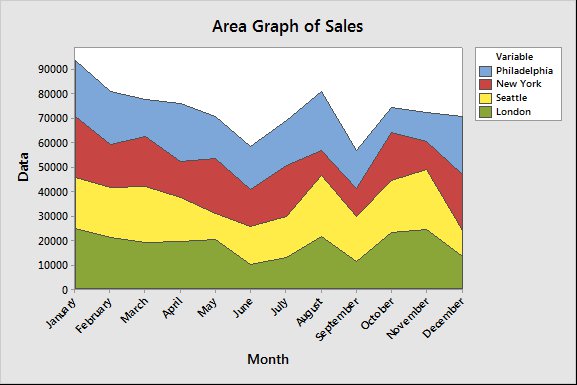 Area Graph of Sales
Variable
Philadelphia
New York
Seattle
London
Data
90000
80000
70000
60000
50000
40000
30000
20000
10000
0
January
February
March
April
May
June
July
August
September
October
November
December
Month